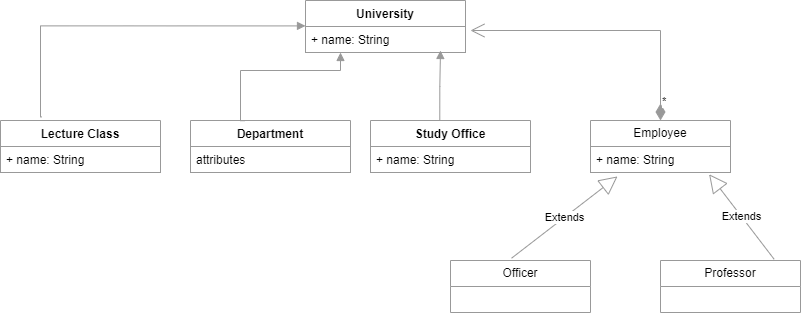 University
+ name: String
*
Lecture Class
+ name: String
Department
attributes
Study Office
+ name: String
Employee
+ name: String
Extends
Extends
Officer
Professor